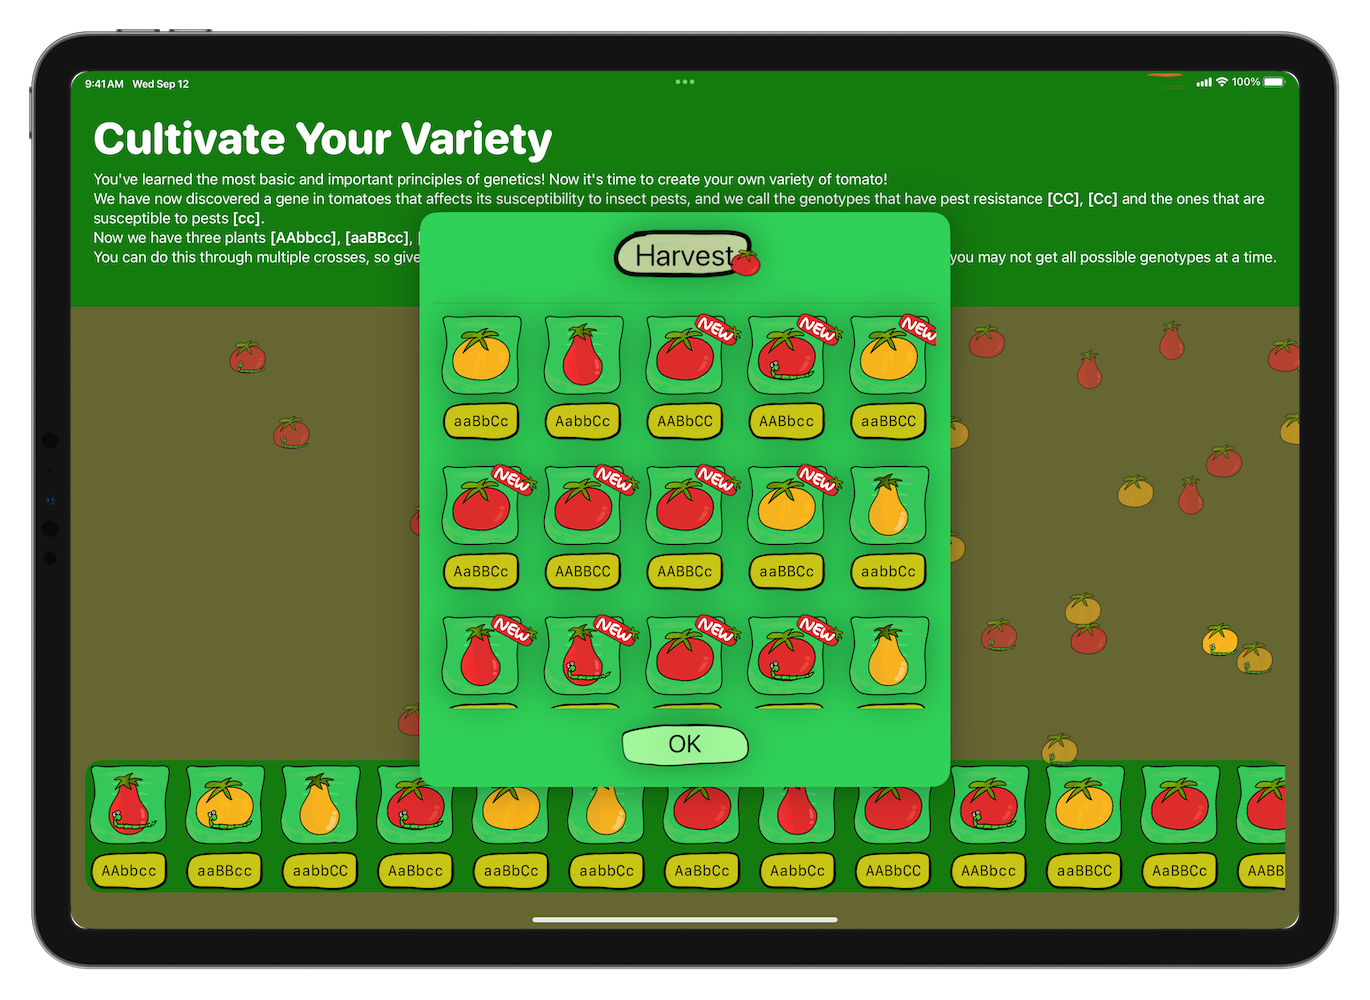 9:41 AM Wed Sep 12
100%
Cultivate Your Variety
You've learned the most basic and important principles of genetics! Now it's time to create your own variety of tomato!
We have now discovered a gene in tomatoes that affects its susceptibility to insect pests, and we call the genotypes that have pest resistance [CC], [Cc] and the ones that are
susceptible to pests [cc].
Now we have three plants [AAbbcc], [aaBBcc],
You can do this through multiple crosses, so give
you may not get all possible genotypes at a time.
Harvest
NEW NEW NEW
aaBbCc AabbCc AABbCC AABbcc aaBBCC
NEW NEW NEW NEW
AaBBCc AABBCC AABBCc aaBBCc aabbCc
NEW NEW NEW NEW
OK
AAbbcc aaBBcc aabbCC AaBbcc aaBbCc aabbCc AaBbCc AabbCc AABbCC AABbcc aaBBCC AaBBCc AABB